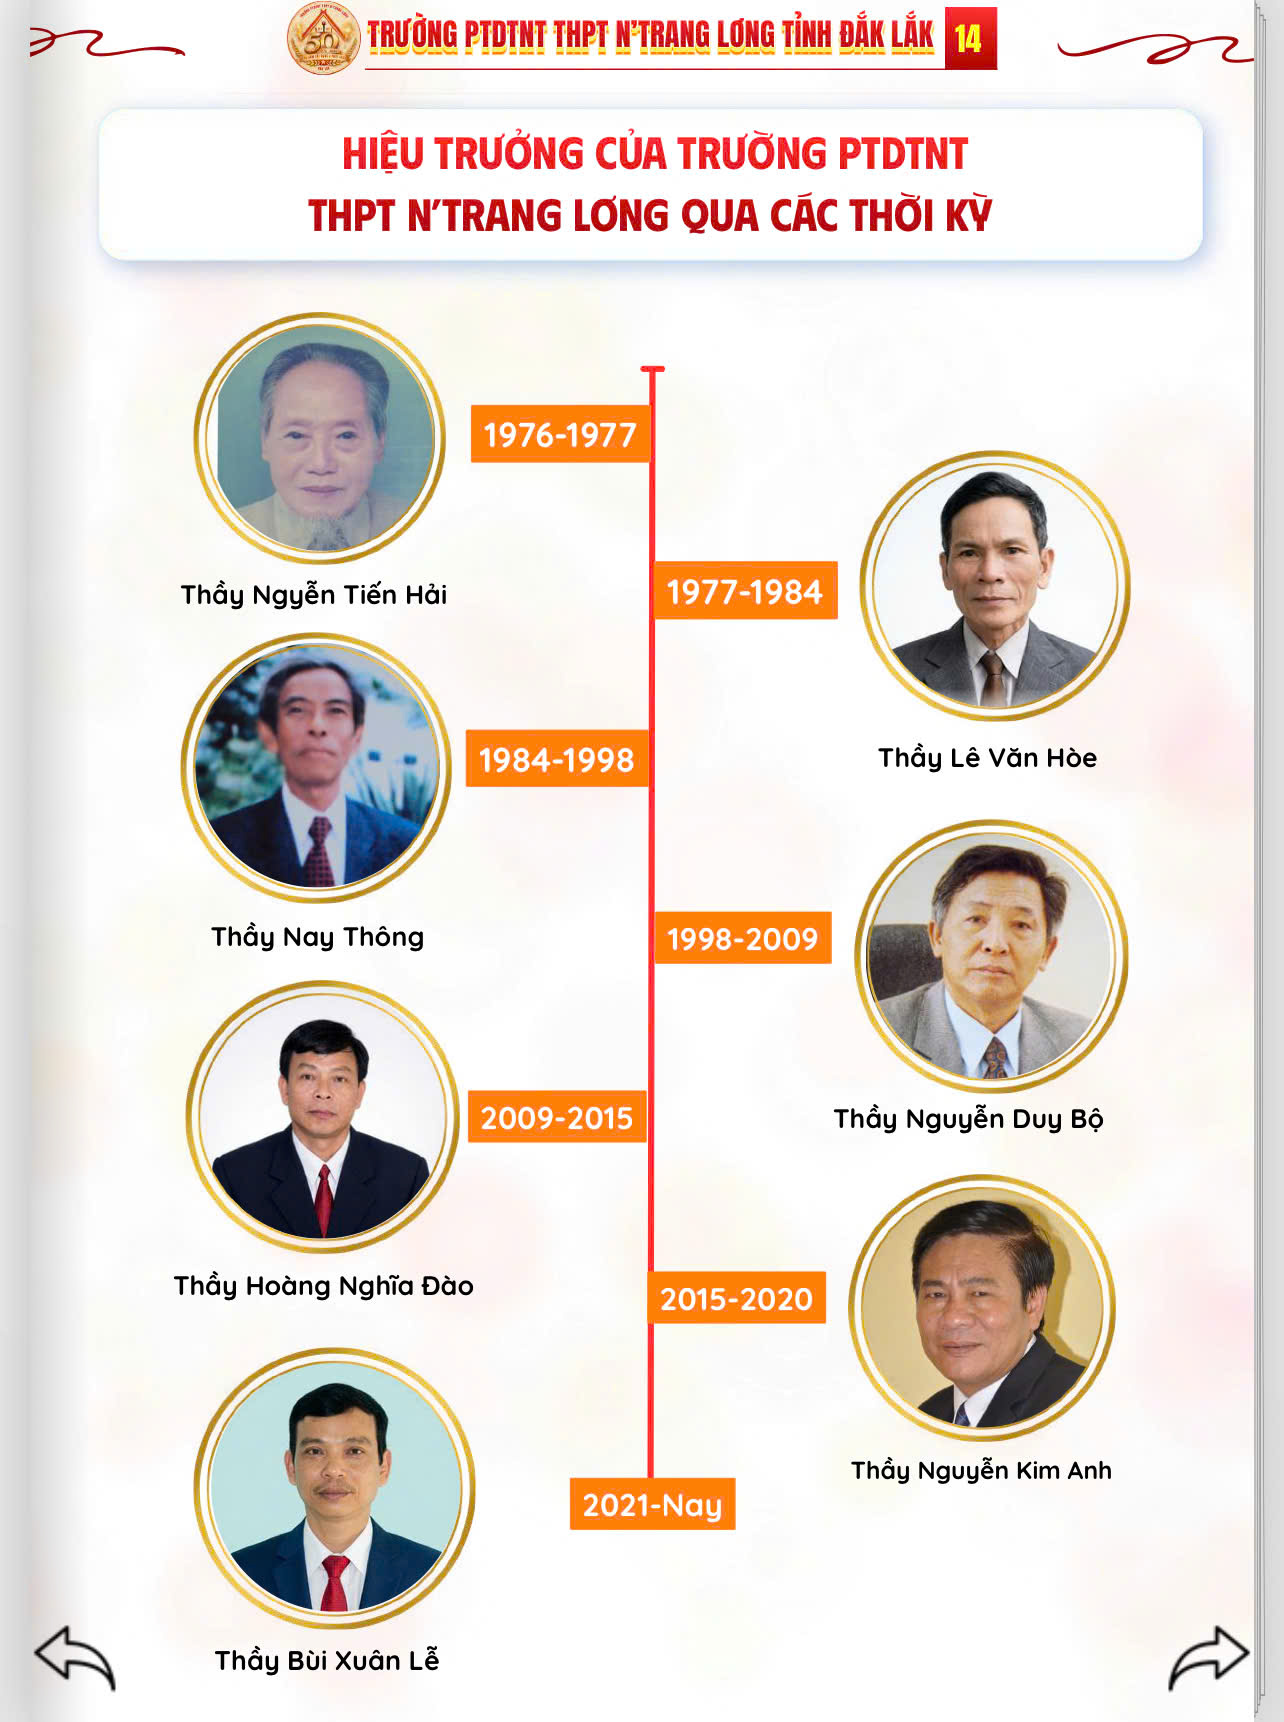 TRƯỜNG PTDTNT THPT N'TRANG LƠNG TỈNH ĐẮK LẮK 14
HIỆU TRƯỞNG CỦA TRƯỜNG PTDTNT
THPT N'TRANG LƠNG QUA CÁC THỜI KỲ
1976-1977
Thầy Ngyễn Tiến Hải
1977-1984
Thầy Lê Văn Hòe
1984-1998
Thầy Nay Thông
1998-2009
Thầy Nguyễn Duy Bộ
2009-2015
Thầy Hoàng Nghĩa Đào
2015-2020
Thầy Nguyễn Kim Anh
2021-Nay
Thầy Bùi Xuân Lễ